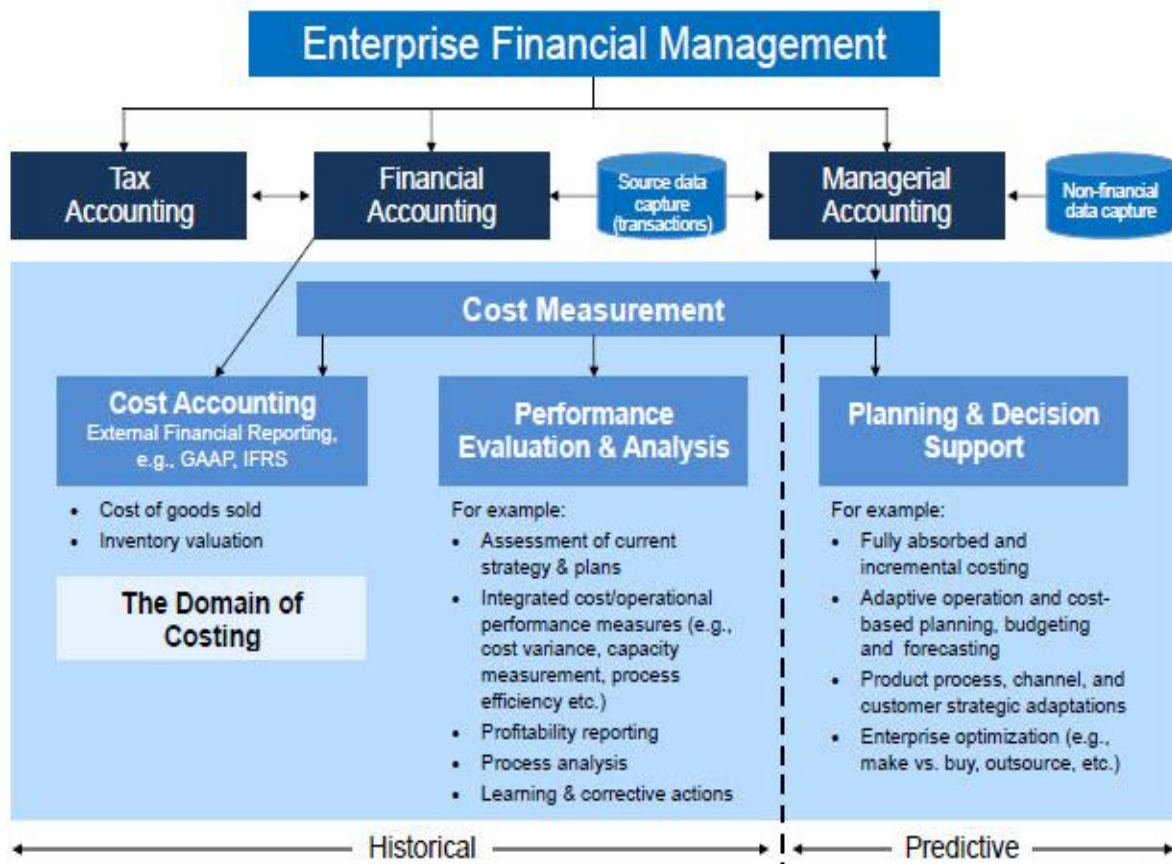 Enterprise Financial Management
Tax
Accounting
Financial
Accounting
Source data
capture
(transactions)
Managerial
Accounting
Non-financial
data capture
Cost Measurement
Cost Accounting
External Financial Reporting,
e.g., GAAP, IFRS
• Cost of goods sold
• Inventory valuation
The Domain of
Costing
Performance
Evaluation & Analysis
For example:
• Assessment of current
strategy & plans
• Integrated cost/operational
performance measures (e.g.,
cost variance, capacity
measurement, process
efficiency etc.)
• Profitability reporting
• Process analysis
• Learning & corrective actions
Planning & Decision
Support
For example:
• Fully absorbed and
incremental costing
• Adaptive operation and cost-
based planning, budgeting
and forecasting
• Product process, channel, and
customer strategic adaptations
• Enterprise optimization (e.g.,
make vs. buy, outsource, etc.)
Historical
Predictive